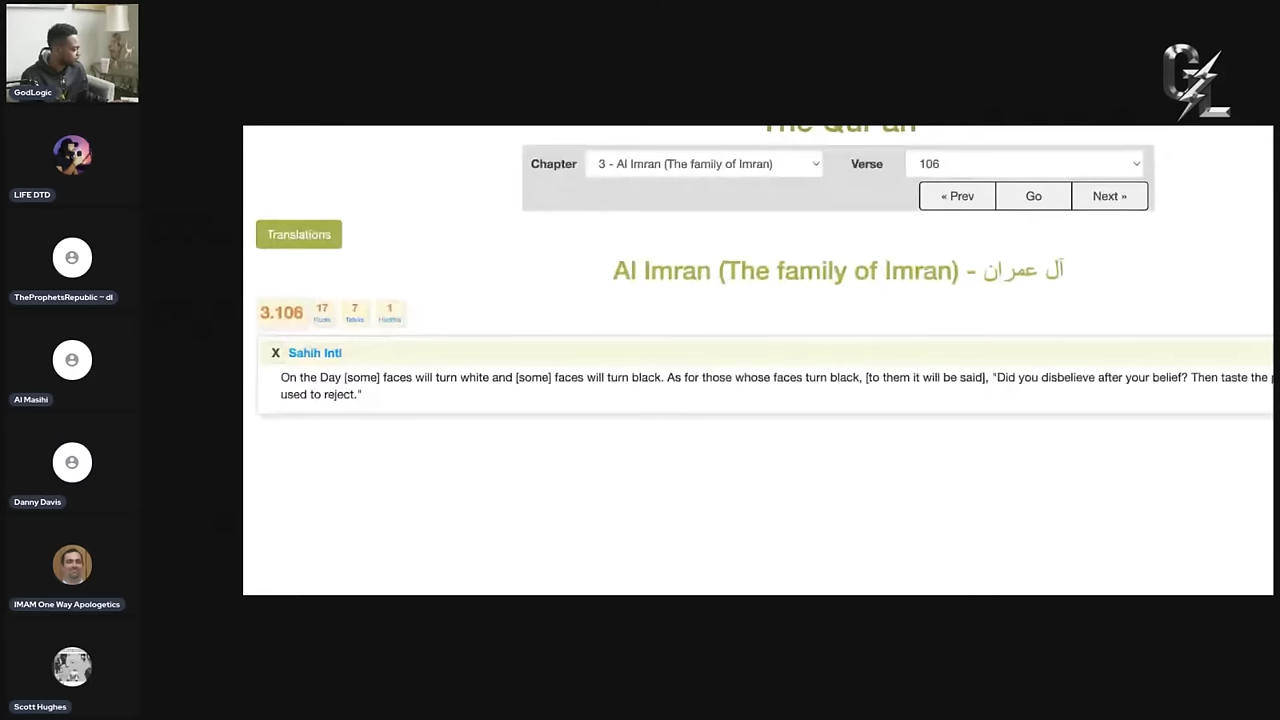 GodLogic
LIFE DTD
TheProphetsRepublic ~ dl
Al Masihi
Danny Davis
IMAM One Way Apologetics
Scott Hughes
GL
The Qur'an
Chapter 3 - Al Imran (The family of Imran) Verse 106
« Prev Go Next »
Translations
Al Imran (The family of Imran) - آل عمران
3.106 17 7 1
X Sahih Intl
On the Day [some] faces will turn white and [some] faces will turn black. As for those whose faces turn black, [to them it will be said], "Did you disbelieve after your belief? Then taste the
used to reject."